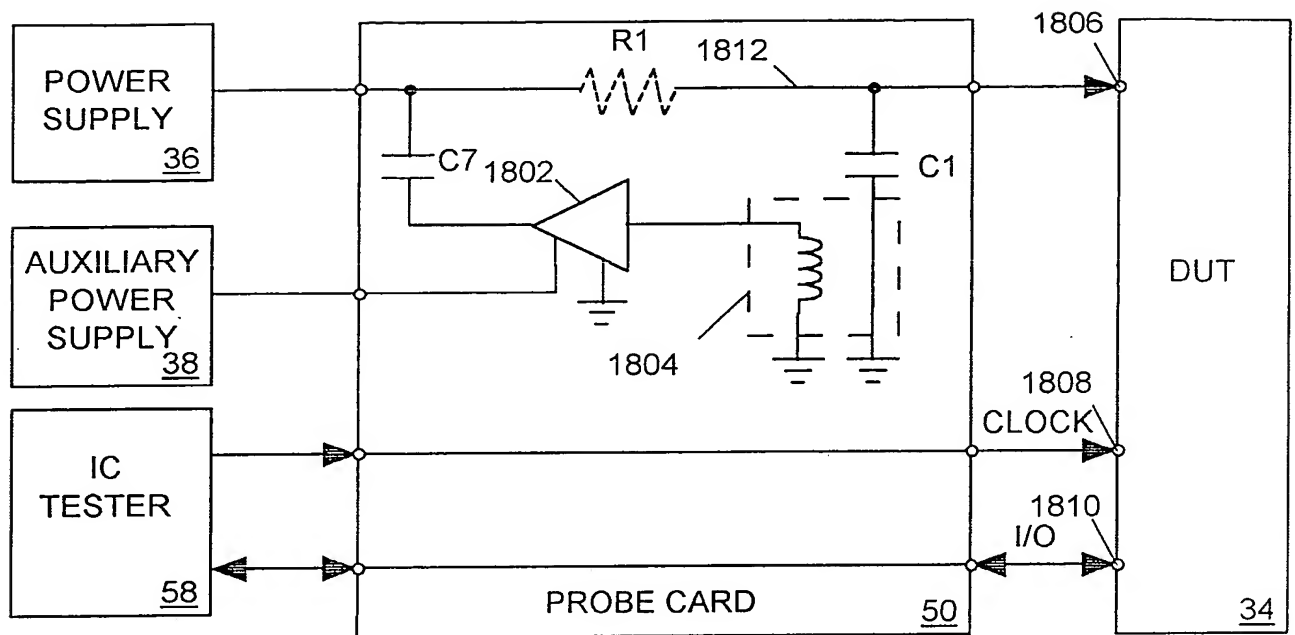 POWER
SUPPLY
36
AUXILIARY
POWER
SUPPLY
38
IC
TESTER
58
R1
1812
C7
1802
C1
1804
PROBE CARD
50
1806
DUT
1808
CLOCK
1810
I/O
34